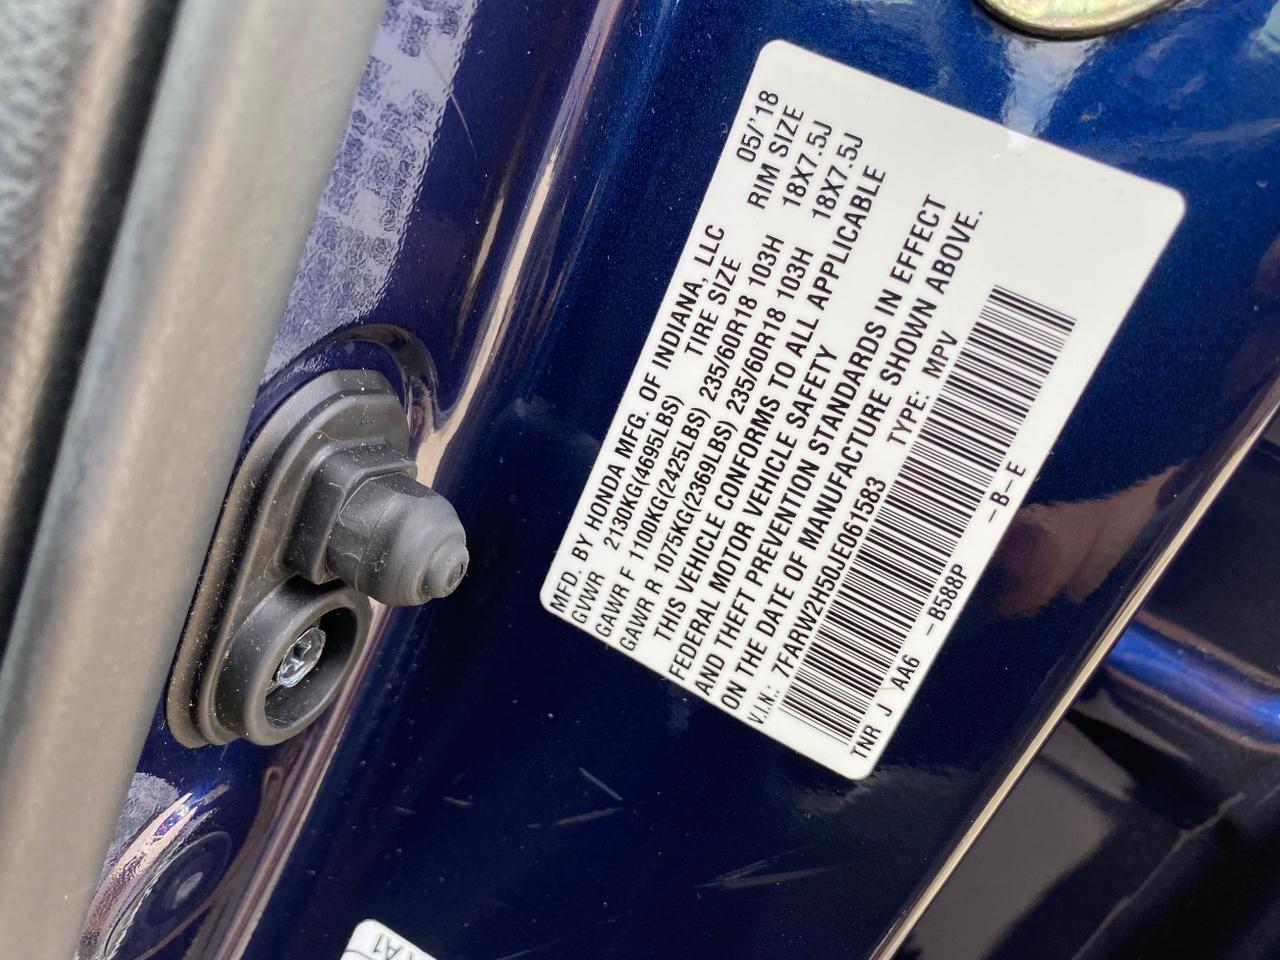 MFD. BY HONDA MFG. OF INDIANA, LLC 05/'18
GVWR 2130KG(4695LBS) TIRE SIZE RIM SIZE
GAWR F 1100KG(2425LBS) 235/60R18 103H 18X7.5J
GAWR R 1075KG(2369LBS) 235/60R18 103H 18X7.5J
THIS VEHICLE CONFORMS TO ALL APPLICABLE
FEDERAL MOTOR VEHICLE SAFETY
AND THEFT PREVENTION STANDARDS IN EFFECT
ON THE DATE OF MANUFACTURE SHOWN ABOVE.
V.I.N.: 7FARW2H50JE061583 TYPE: MPV
TNR J AA6 -B588P -B-E
A1